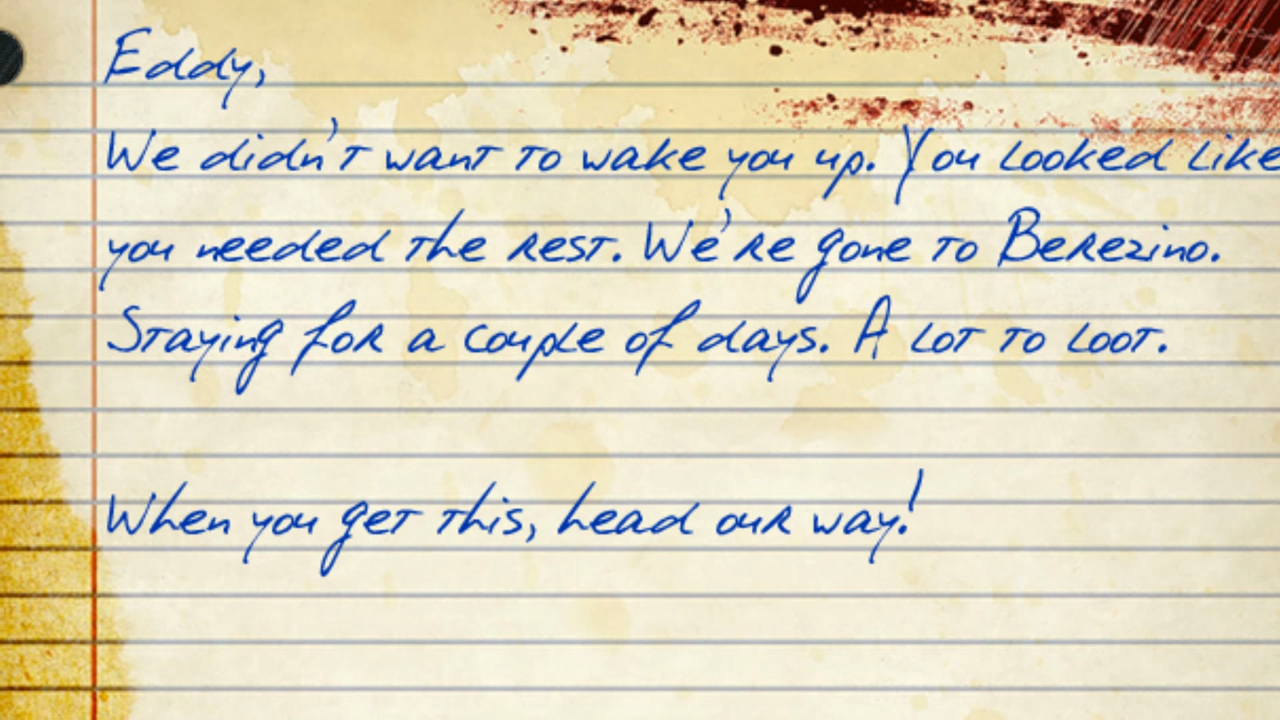 Eddy,
We didn't want to wake you up. You looked like
you needed the rest. We're gone to Berezino.
Staying for a couple of days. A lot to loot.
When you get this, head our way!